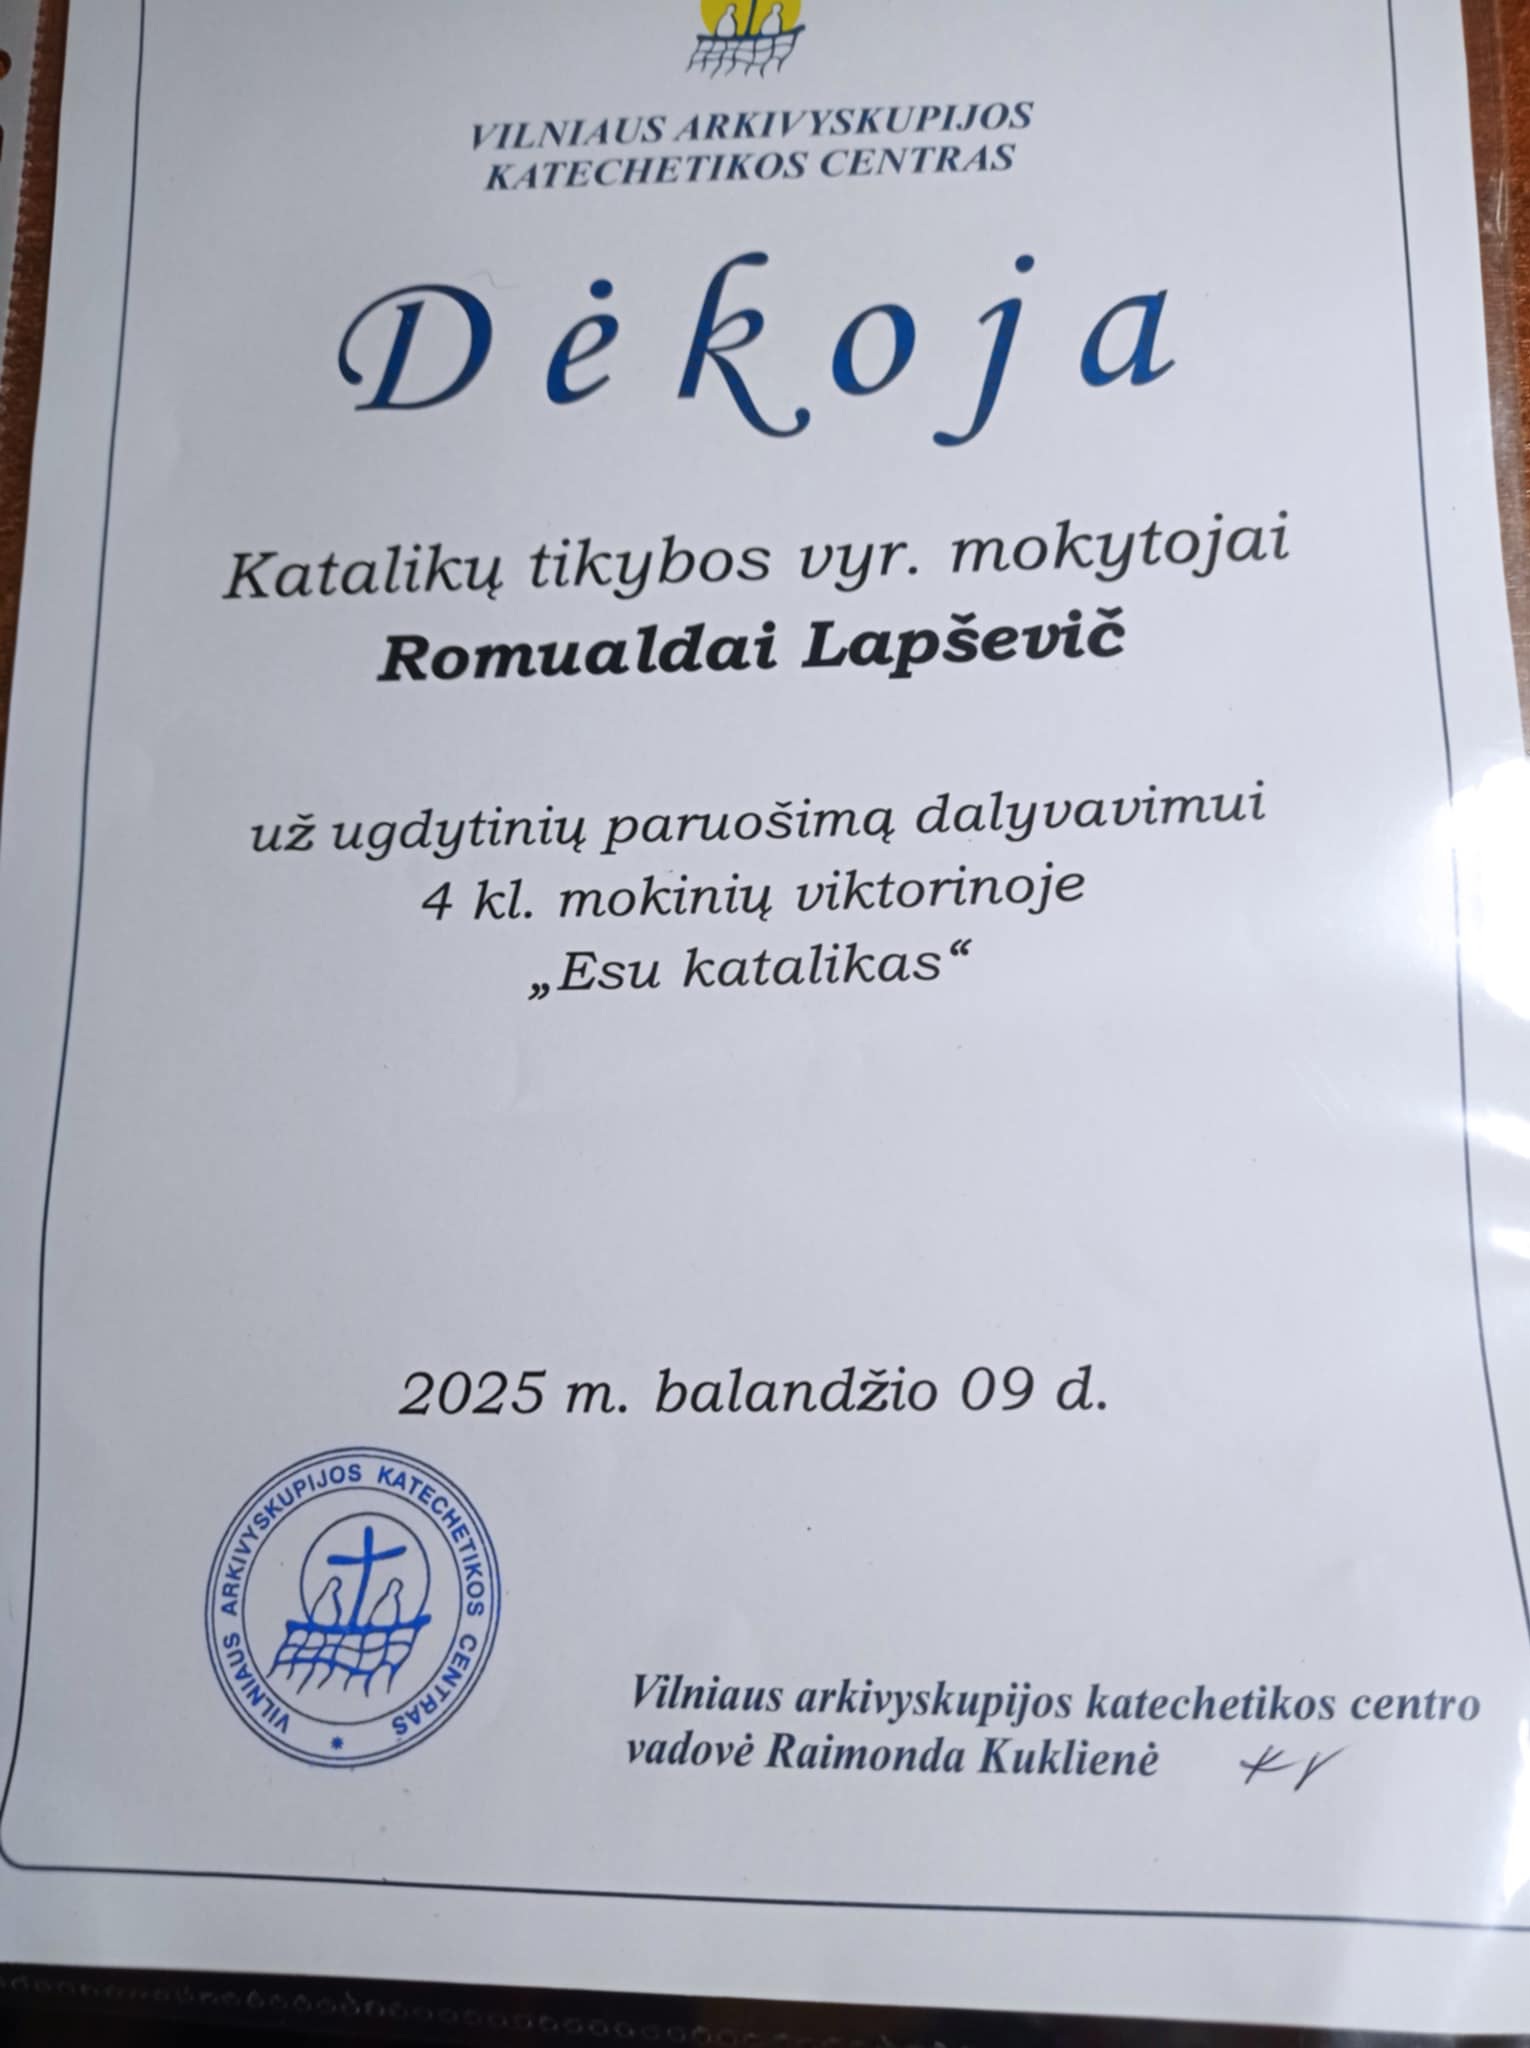 VILNIAUS ARKIVYSKUPIJOS
KATECHETIKOS CENTRAS
Dėkoja
Katalikų tikybos vyr. mokytojai
Romualdai Lapševič
už ugdytinių paruošimą dalyvavimui
4 kl. mokinių viktorinoje
„Esu katalikas“
2025 m. balandžio 09 d.
VILNIAUS ARKIVYSKUPIJOS KATECHETIKOS CENTRAS
Vilniaus arkivyskupijos katechetikos centro
vadovė Raimonda Kuklienė